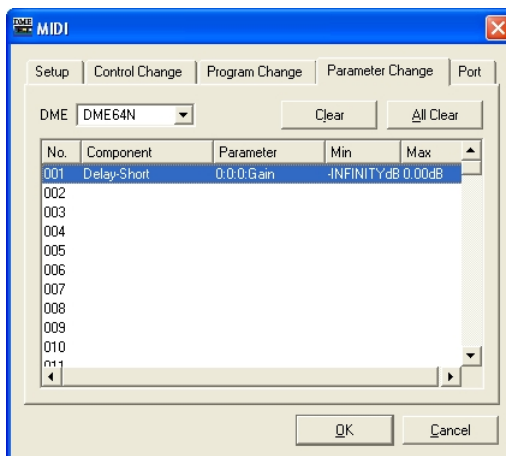 DME MIDI
Setup Control Change Program Change Parameter Change Port
DME DME64N Clear All Clear
No. Component Parameter Min Max
001 Delay-Short 0:0:0:Gain -INFINITYdB 0.00dB
002
003
004
005
006
007
008
009
010
011
OK Cancel